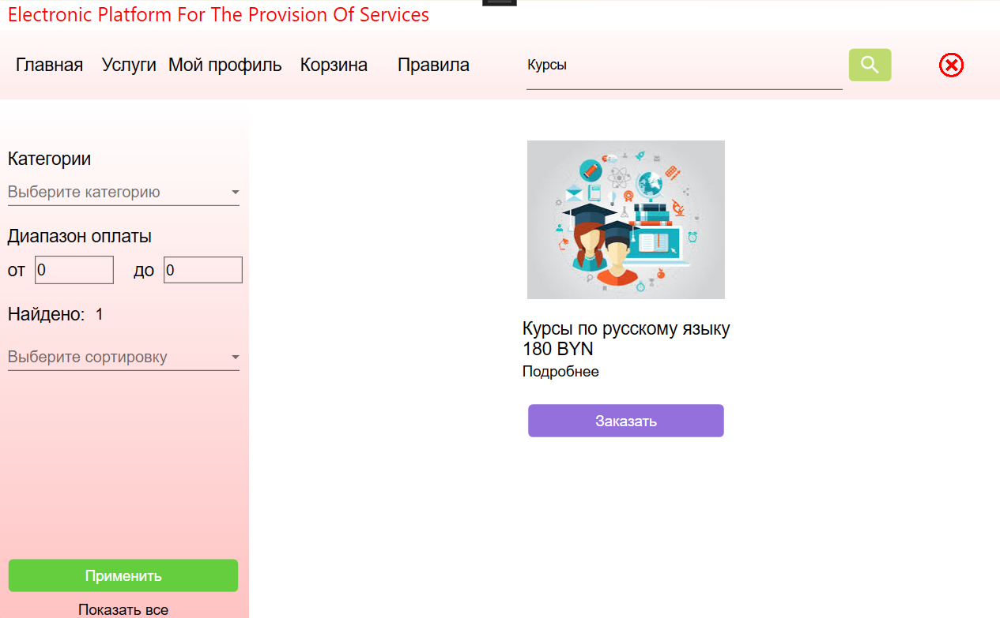 Electronic Platform For The Provision Of Services
Главная Услуги Мой профиль Корзина Правила Курсы
Категории
Выберите категорию
Диапазон оплаты
от 0 до 0
Найдено: 1
Выберите сортировку
Применить
Показать все
Курсы по русскому языку
180 BYN
Подробнее
Заказать